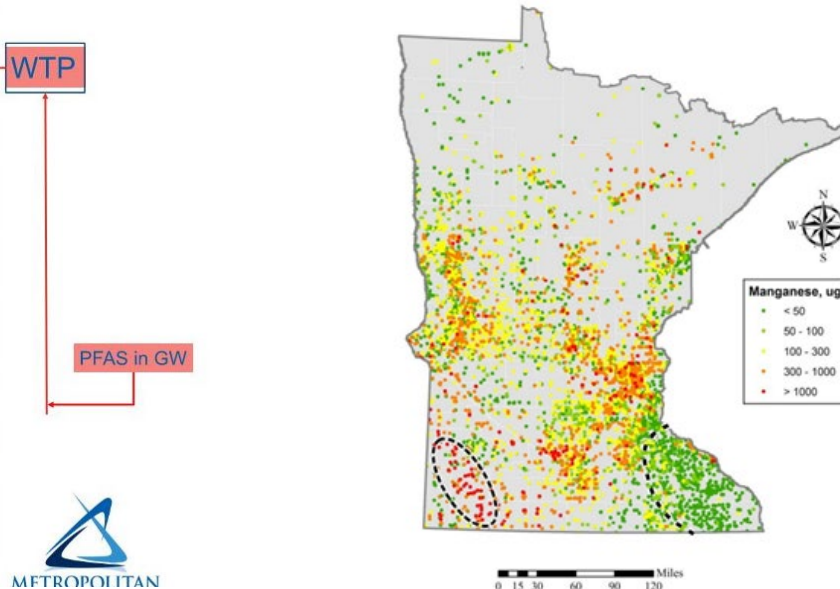 WTP
PFAS in GW
METROPOLITAN
N
W
S
Manganese, ug
< 50
50 - 100
100 - 300
300 - 1000
> 1000
Miles
0 15 30 60 90 120